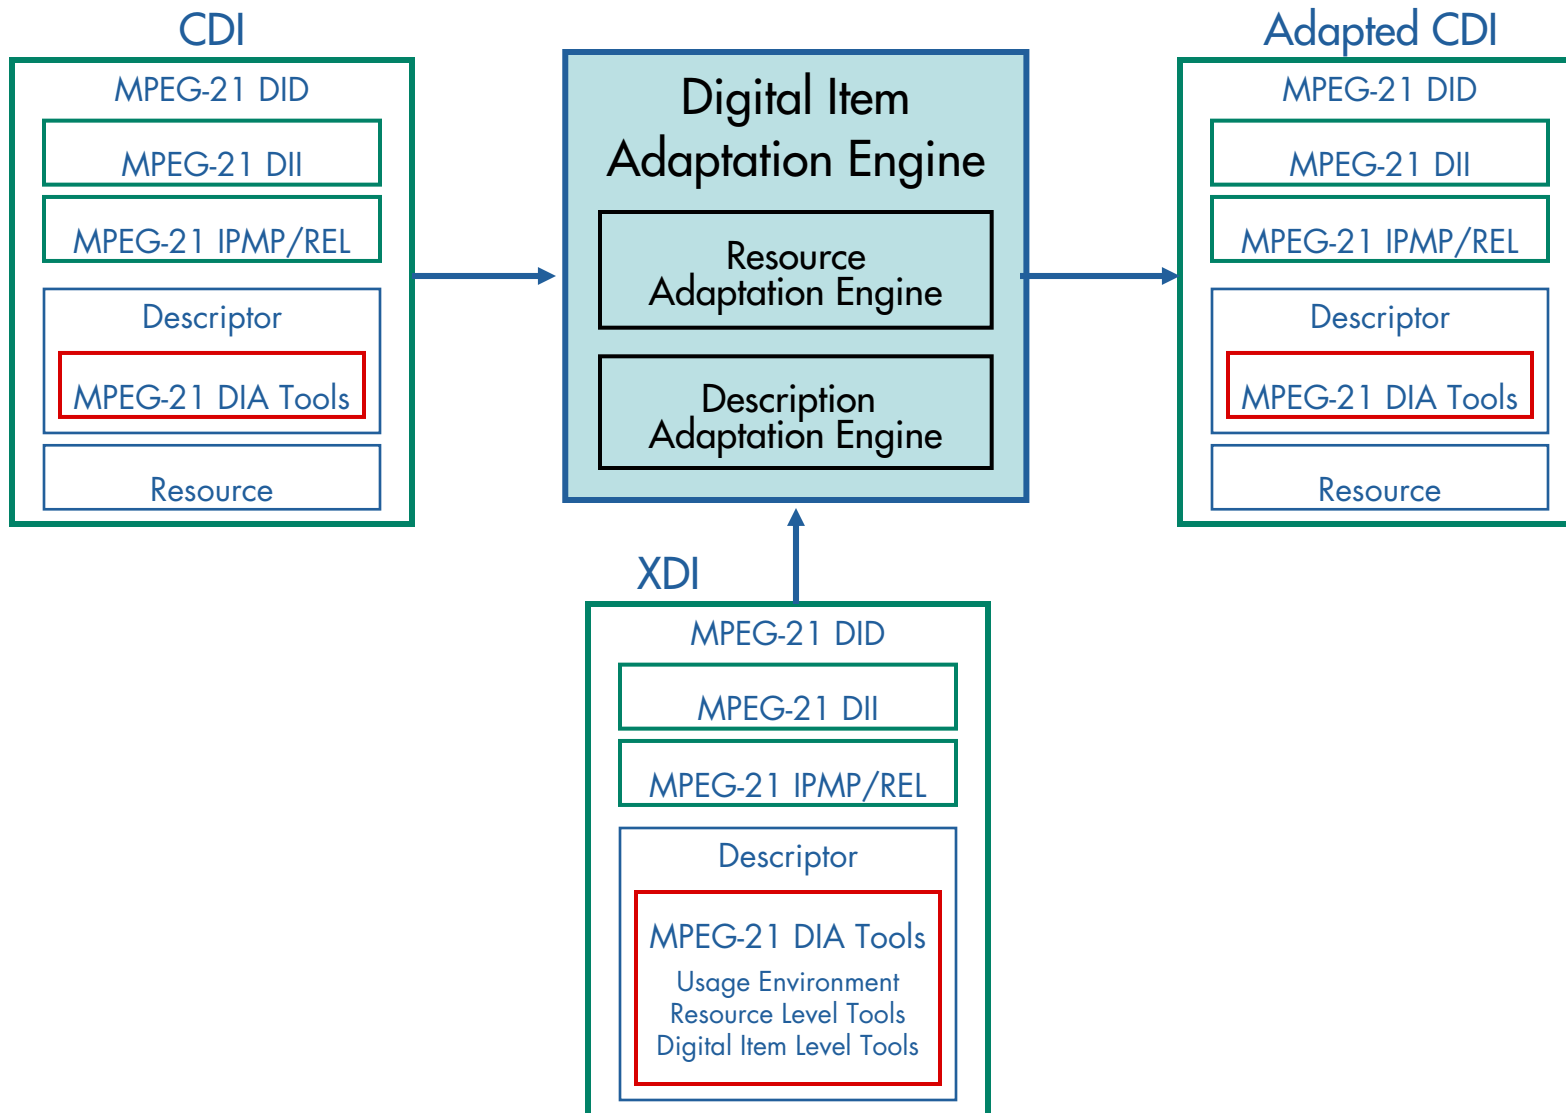 CDI
MPEG-21 DID
MPEG-21 DII
MPEG-21 IPMP/REL
Descriptor
MPEG-21 DIA Tools
Resource
Digital Item
Adaptation Engine
Resource
Adaptation Engine
Description
Adaptation Engine
Adapted CDI
MPEG-21 DID
MPEG-21 DII
MPEG-21 IPMP/REL
Descriptor
MPEG-21 DIA Tools
Resource
XDI
MPEG-21 DID
MPEG-21 DII
MPEG-21 IPMP/REL
Descriptor
MPEG-21 DIA Tools
Usage Environment
Resource Level Tools
Digital Item Level Tools